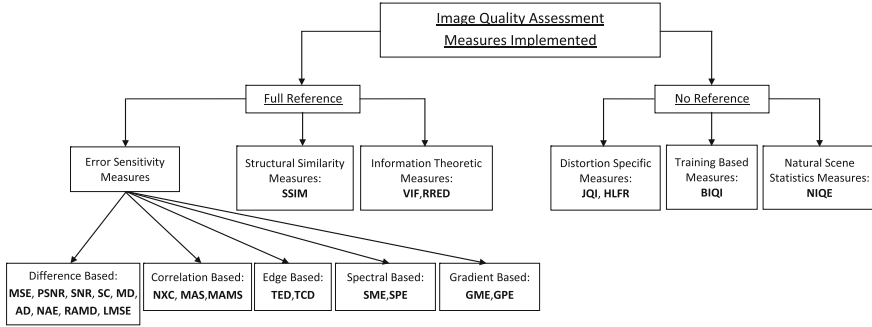 Image Quality Assessment
Measures Implemented
Full Reference
No Reference
Error Sensitivity
Measures
Structural Similarity
Measures:
SSIM
Information Theoretic
Measures:
VIF,RRED
Distortion Specific
Measures:
JQI, HLFR
Training Based
Measures:
BIQI
Natural Scene
Statistics Measures:
NIQE
Difference Based:
MSE, PSNR, SNR, SC, MD,
AD, NAE, RAMD, LMSE
Correlation Based:
NXC, MAS,MAMS
Edge Based:
TED,TCD
Spectral Based:
SME,SPE
Gradient Based:
GME,GPE